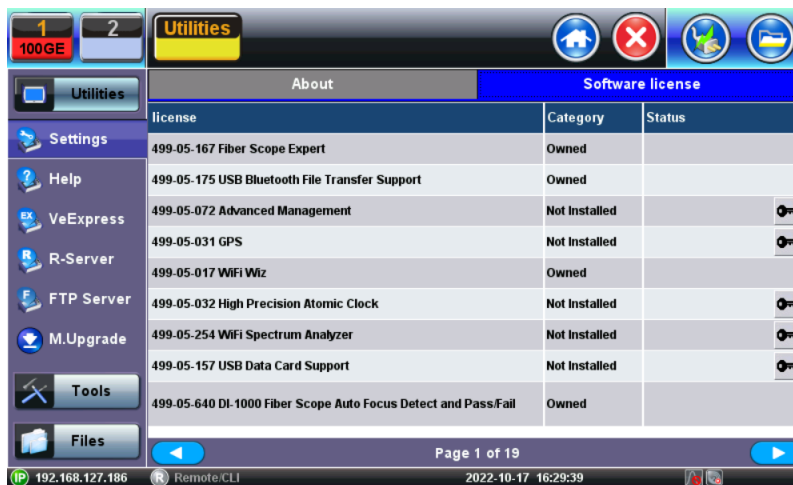 1
100GE
2
Utilities
Utilities
About
Software license
license Category Status
Settings
499-05-167 Fiber Scope Expert Owned
Help
499-05-175 USB Bluetooth File Transfer Support Owned
EX
VeExpress
499-05-072 Advanced Management Not Installed
499-05-031 GPS Not Installed
R
R-Server
499-05-017 WiFi Wiz Owned
F
FTP Server
499-05-032 High Precision Atomic Clock Not Installed
M.Upgrade
499-05-254 WiFi Spectrum Analyzer Not Installed
499-05-157 USB Data Card Support Not Installed
Tools
499-05-640 DI-1000 Fiber Scope Auto Focus Detect and Pass/Fail Owned
Files
Page 1 of 19
IP 192.168.127.186 R Remote/CLI 2022-10-17 16:29:39